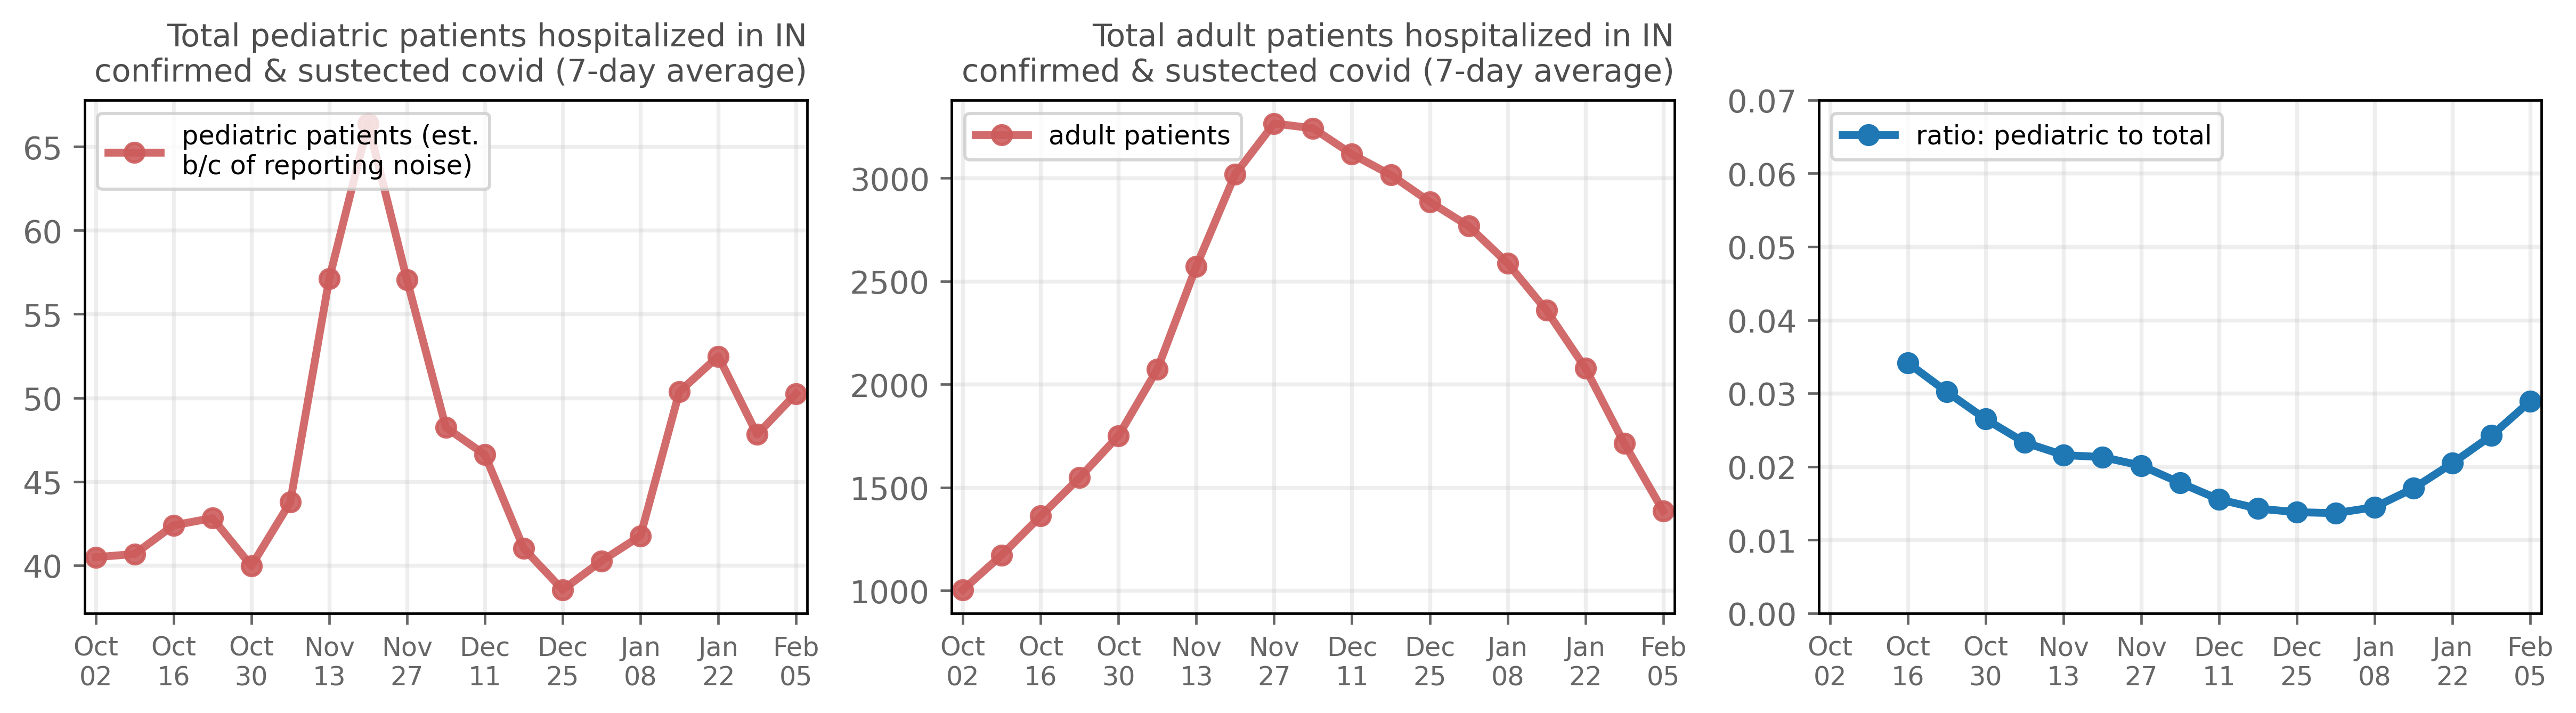 Total pediatric patients hospitalized in IN
confirmed & sustected covid (7-day average)
pediatric patients (est.
b/c of reporting noise)
65
60
55
50
45
40
Oct Oct Oct Nov Nov Dec Dec Jan Jan Feb
02 16 30 13 27 11 25 08 22 05
Total adult patients hospitalized in IN
confirmed & sustected covid (7-day average)
adult patients
3000
2500
2000
1500
1000
Oct Oct Oct Nov Nov Dec Dec Jan Jan Feb
02 16 30 13 27 11 25 08 22 05
ratio: pediatric to total
0.07
0.06
0.05
0.04
0.03
0.02
0.01
0.00
Oct Oct Oct Nov Nov Dec Dec Jan Jan Feb
02 16 30 13 27 11 25 08 22 05